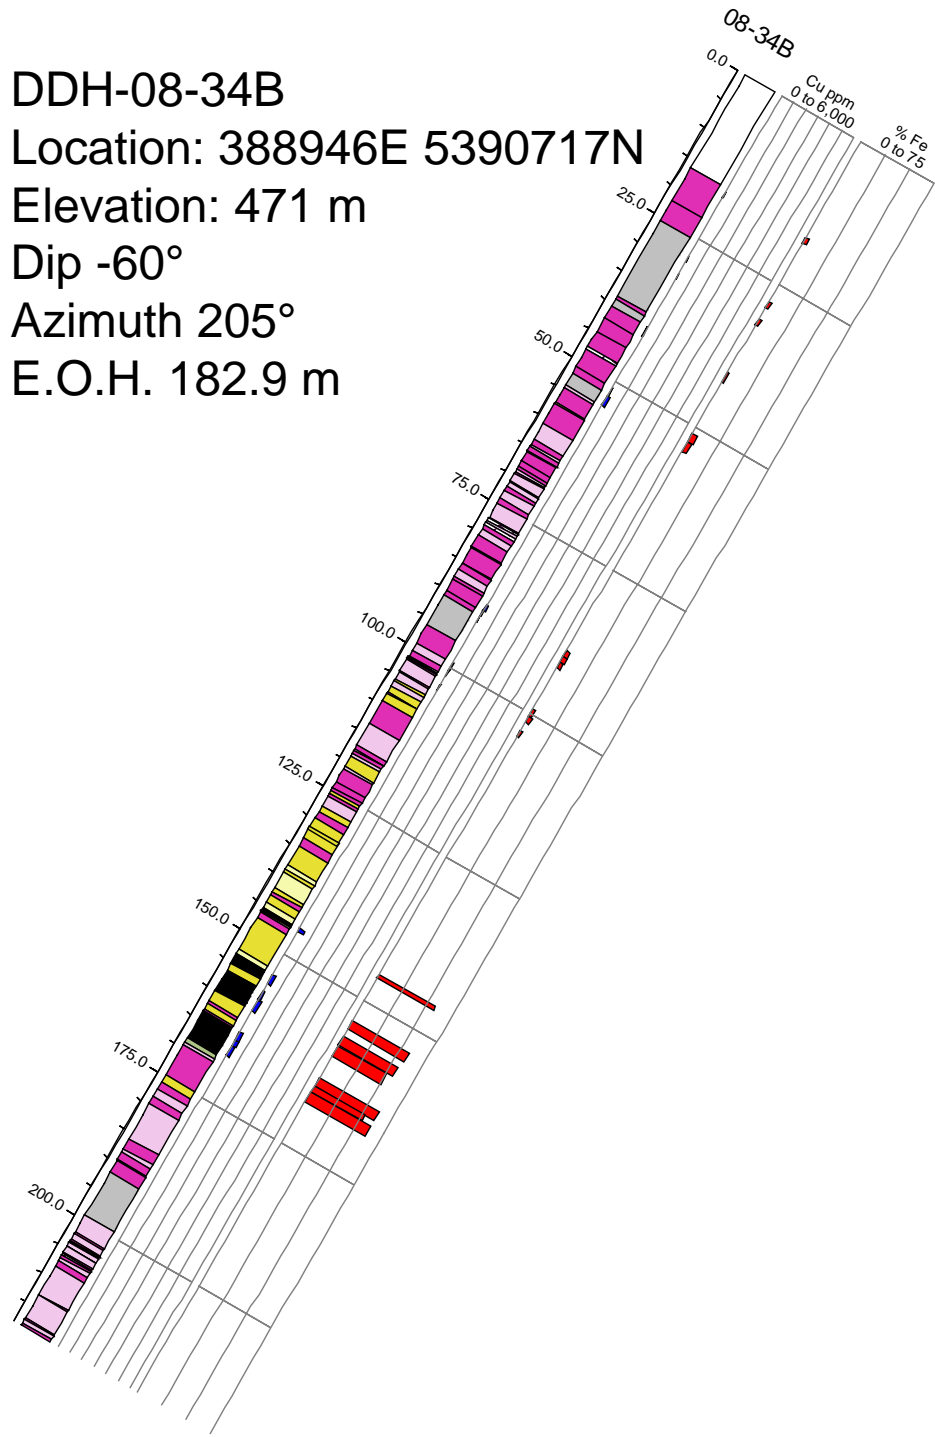 DDH-08-34B
Location: 388946E 5390717N
Elevation: 471 m
Dip -60°
Azimuth 205°
E.O.H. 182.9 m
08-34B
Cu ppm
0 to 6,000
% Fe
0 to 75
0.0
25.0
50.0
75.0
100.0
125.0
150.0
175.0
200.0